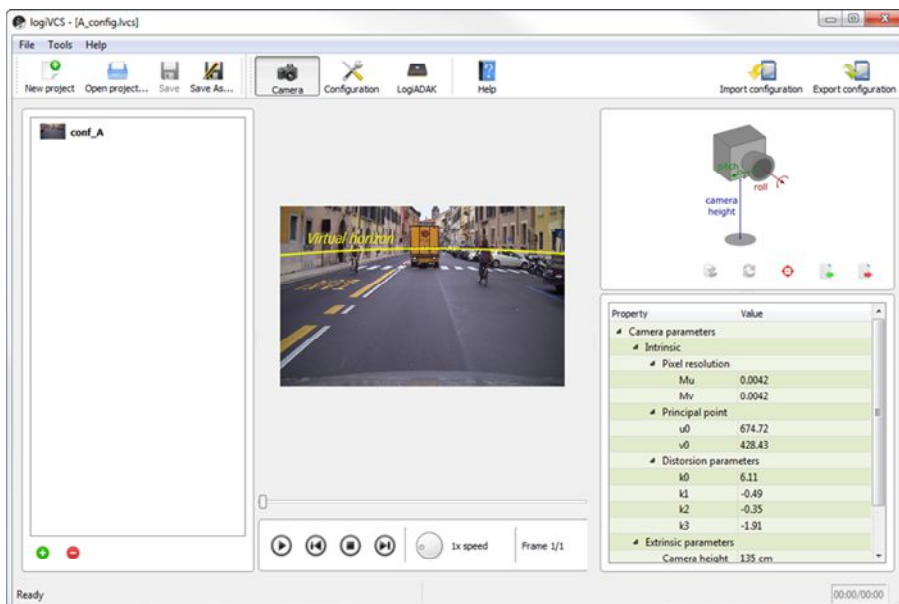 logiVCS - [A_config.lvcs]
File Tools Help
New project Open project... Save Save As... Camera Configuration LogiADAK Help Import configuration Export configuration
conf_A
Virtual horizon
1x speed Frame 1/1
pitch
roll
camera
height
Property Value
Camera parameters
Intrinsic
Pixel resolution
Mu 0.0042
Mv 0.0042
Principal point
u0 674.72
v0 428.43
Distorsion parameters
k0 6.11
k1 -0.49
k2 -0.35
k3 -1.91
Extrinsic parameters
Camera height 135 cm
Ready 00:00/00:00